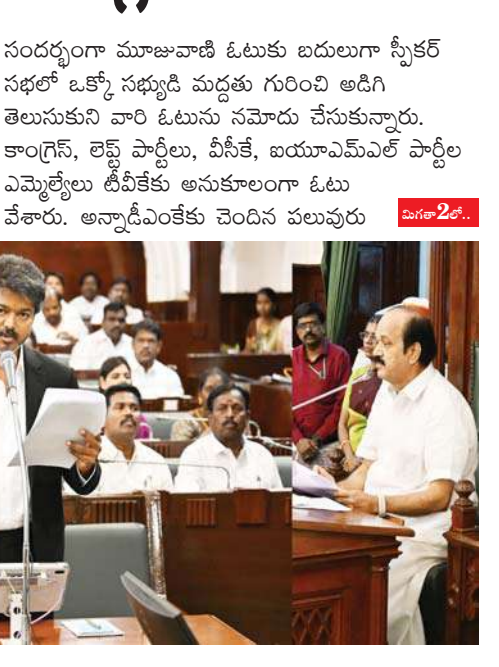 సందర్భంగా మూజువాణి ఓటుకు బదులుగా స్పీకర్
సభలో ఒక్కో సభ్యుడి మద్దతు గురించి అడిగి
తెలుసుకుని వారి ఓటును నమోదు చేసుకున్నారు.
కాంగ్రెస్, లెఫ్ట్ పార్టీలు, వీసీకే, ఐయూఎమ్ఎల్ పార్టీల
ఎమ్మెల్యేలు టీవీకేకు అనుకూలంగా ఓటు
వేశారు. అన్నాడీఎంకేకు చెందిన పలువురు
మిగతా2లో..